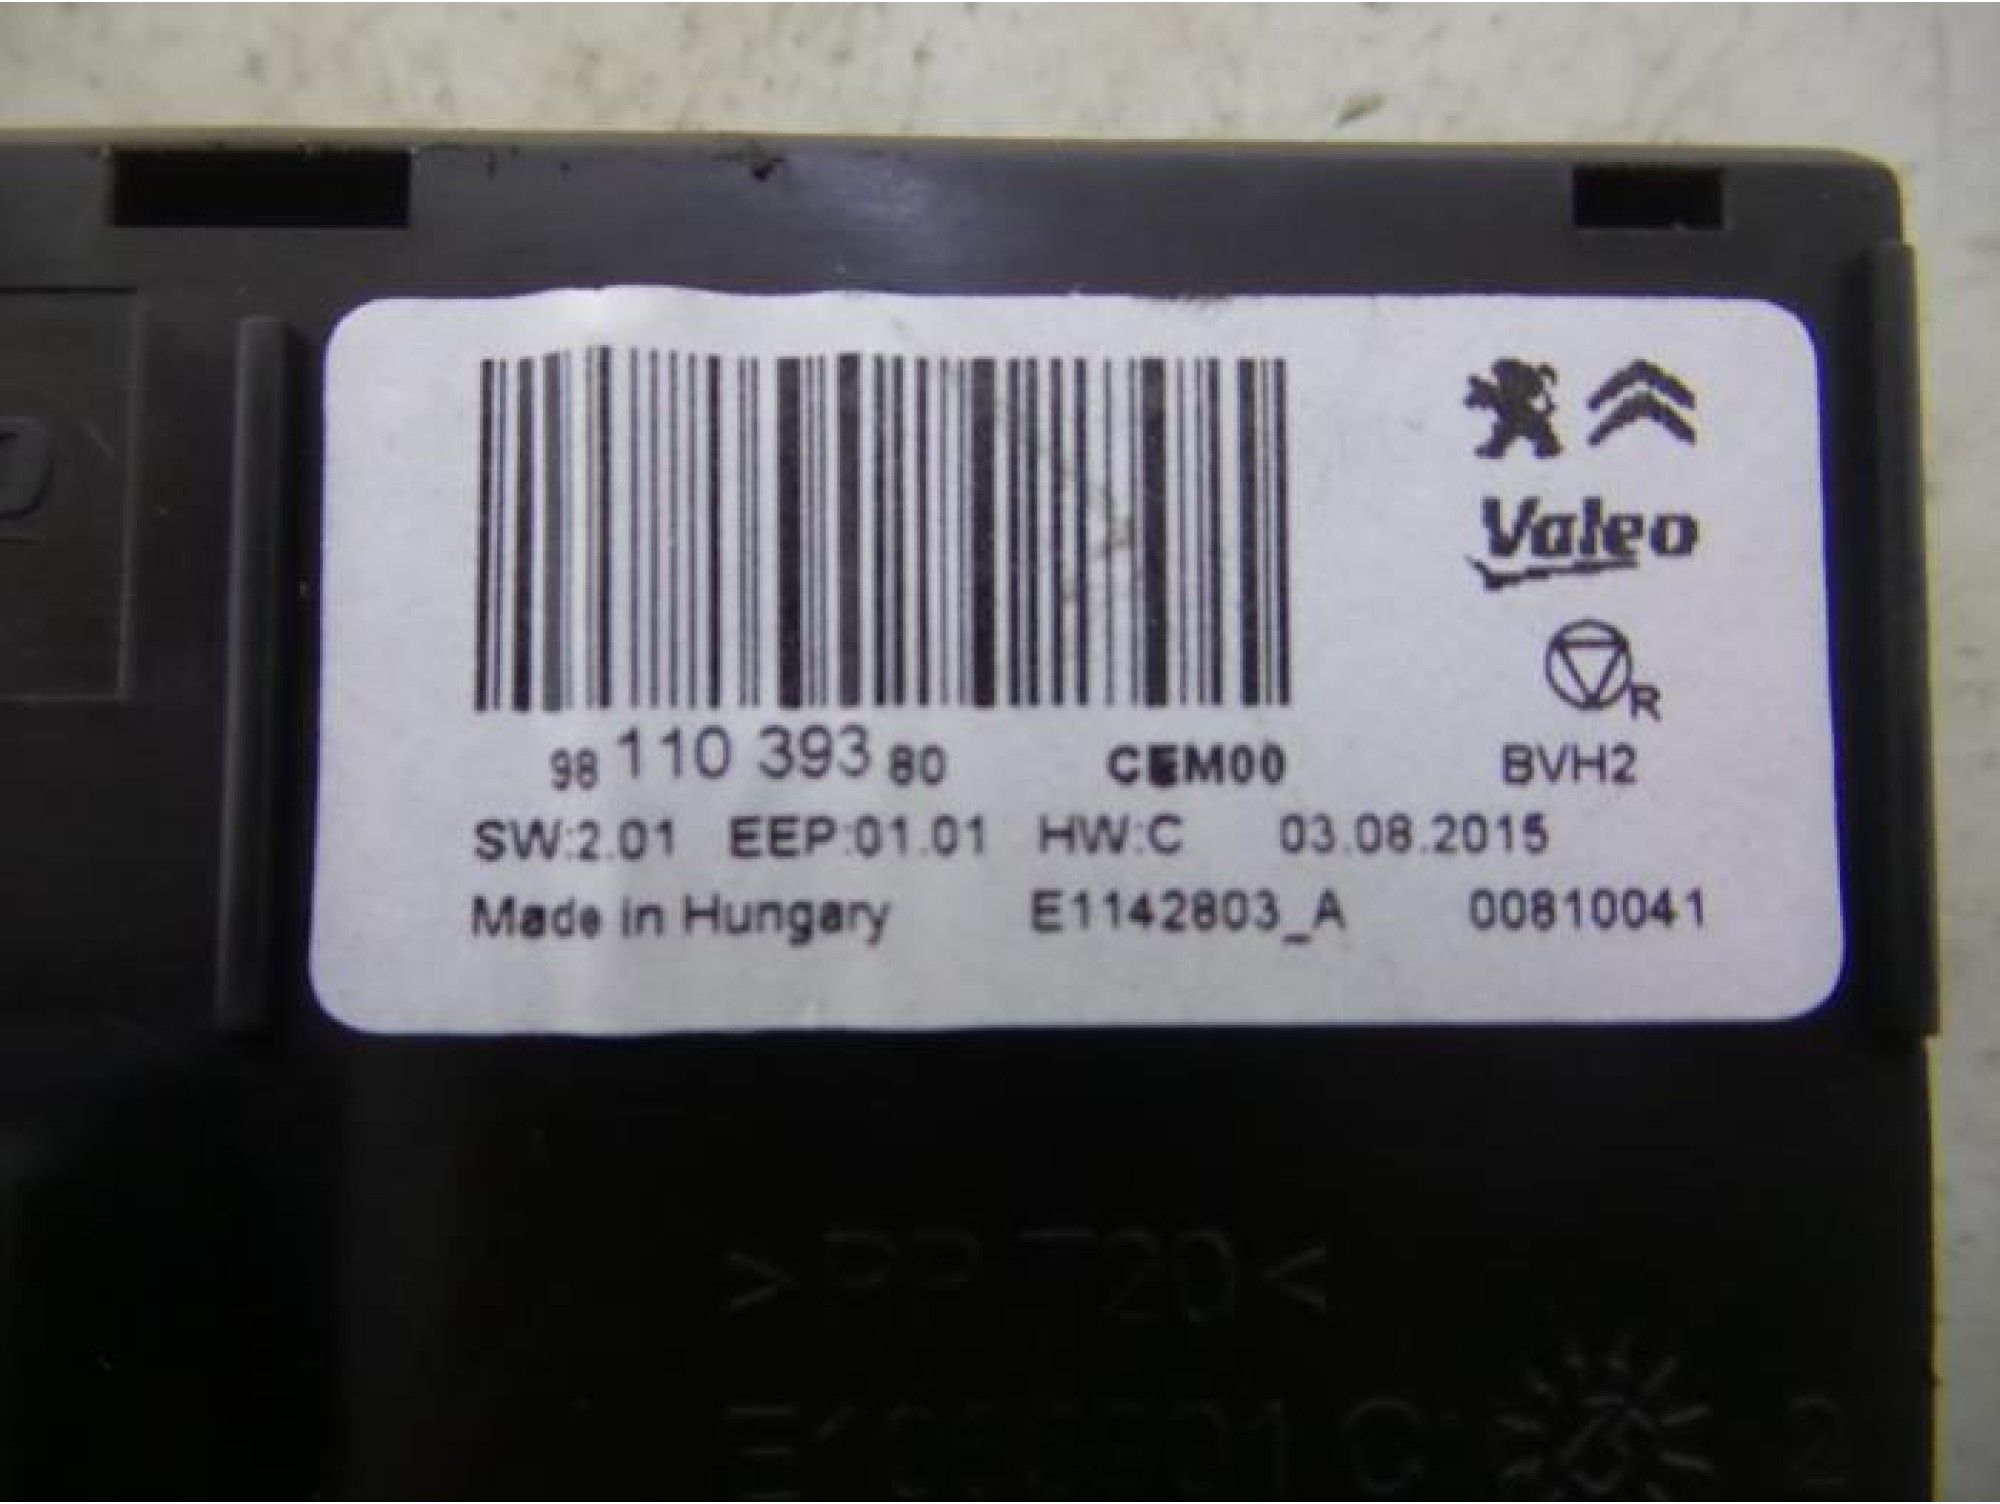 Valeo
R
98 110 393 80 CEM00 BVH2
SW:2.01 EEP:01.01 HW:C 03.08.2015
Made in Hungary E1142803_A 00810041
>PP T20<
2